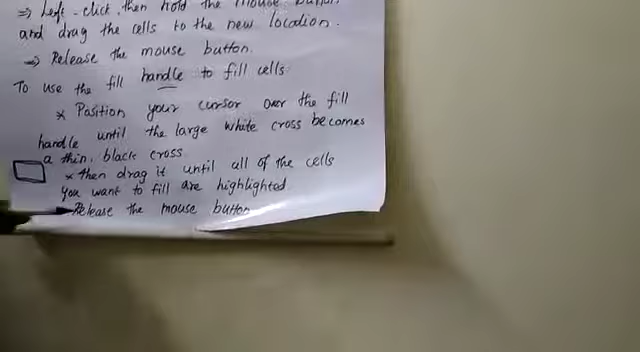 ⇒ Left-click, then hold the mouse button
and drag the cells to the new location.
⇒ Release the mouse button.
To use the fill handle to fill cells
* Position your cursor over the fill
handle until the large white cross becomes
a thin, black cross
* then drag it until all of the cells
you want to fill are highlighted
Release the mouse button